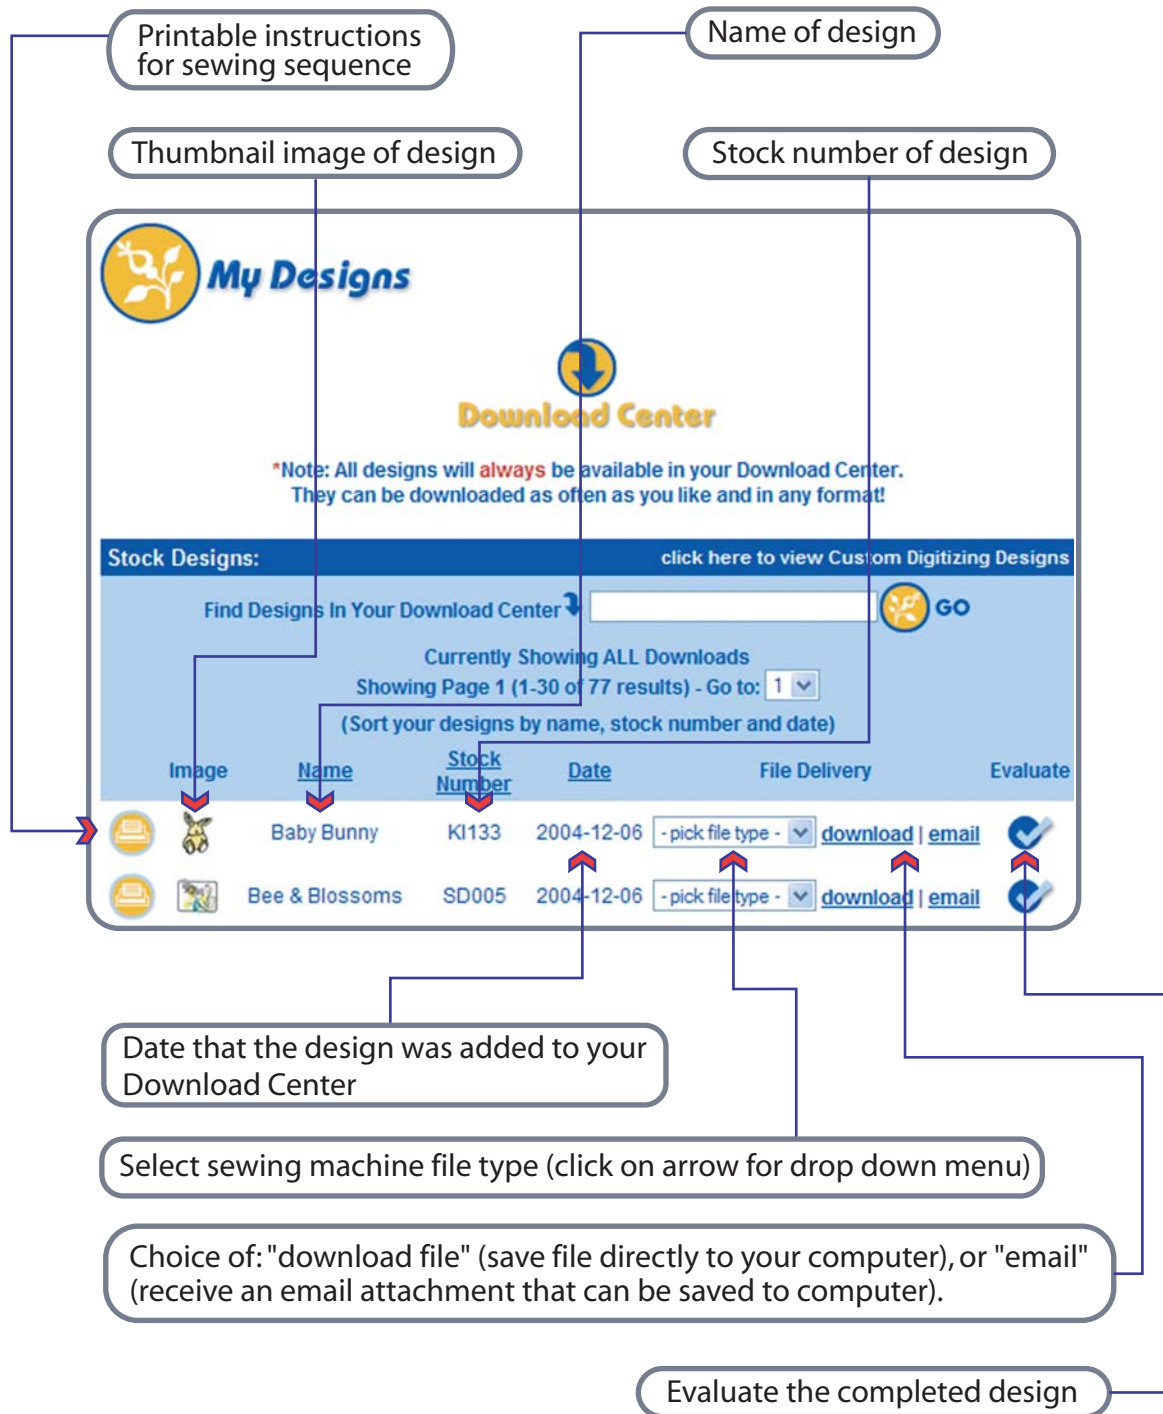 Printable instructions
for sewing sequence
Name of design
Thumbnail image of design
Stock number of design
My Designs
Download Center
*Note: All designs will always be available in your Download Center.
They can be downloaded as often as you like and in any format!
Stock Designs: click here to view Custom Digitizing Designs
Find Designs In Your Download Center GO
Currently Showing ALL Downloads
Showing Page 1 (1-30 of 77 results) - Go to: 1
(Sort your designs by name, stock number and date)
Image Name Stock Number Date File Delivery Evaluate
Baby Bunny KI133 2004-12-06 - pick file type - download | email
Bee & Blossoms SD005 2004-12-06 - pick file type - download | email
Date that the design was added to your
Download Center
Select sewing machine file type (click on arrow for drop down menu)
Choice of: "download file" (save file directly to your computer), or "email"
(receive an email attachment that can be saved to computer).
Evaluate the completed design